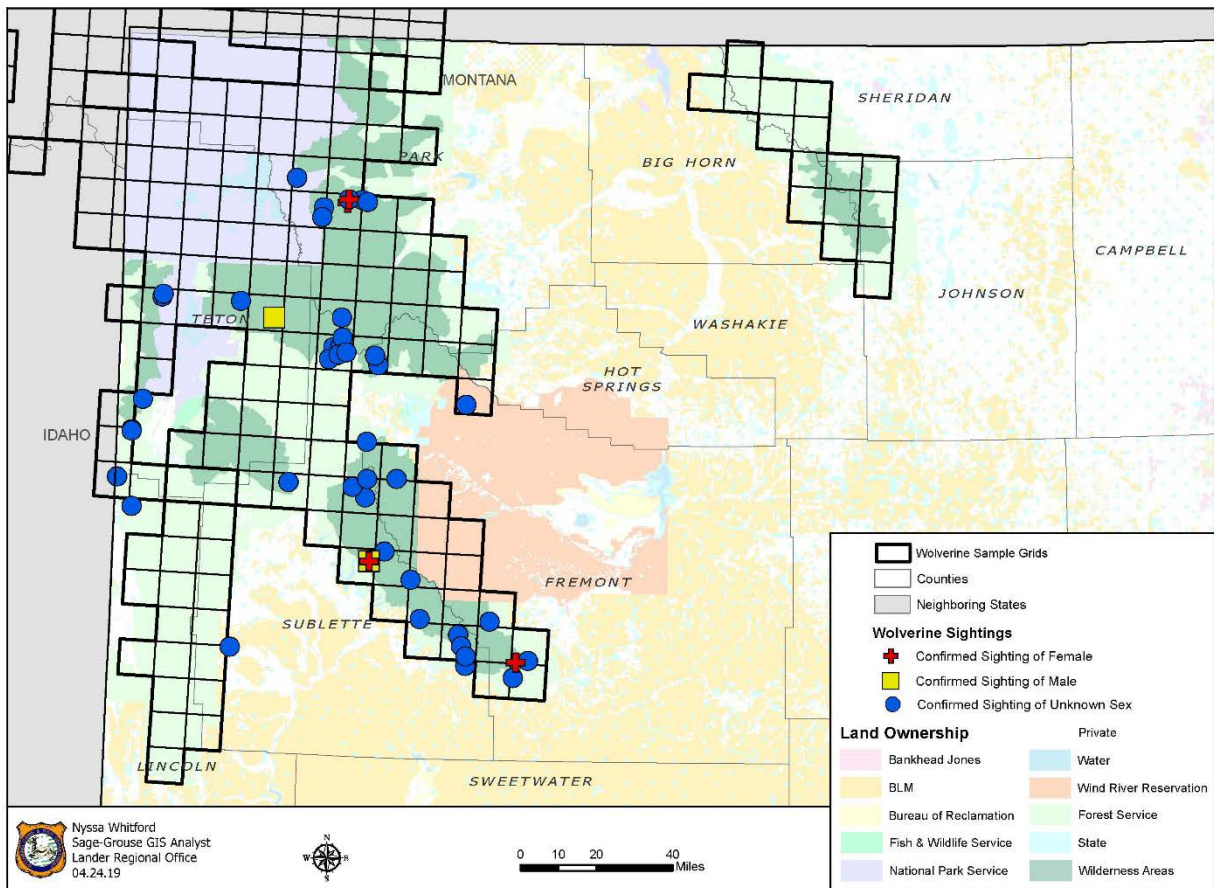 MONTANA
SHERIDAN
PARK
BIG HORN
CAMPBELL
JOHNSON
TETON
WASHAKIE
HOT
SPRINGS
IDAHO
FREMONT
SUBLETTE
LINCOLN
SWEETWATER
Wolverine Sample Grids
Counties
Neighboring States
Wolverine Sightings
Confirmed Sighting of Female
Confirmed Sighting of Male
Confirmed Sighting of Unknown Sex
Land Ownership
Private
Bankhead Jones
Water
BLM
Wind River Reservation
Bureau of Reclamation
Forest Service
Fish & Wildlife Service
State
National Park Service
Wilderness Areas
Nyssa Whitford
Sage-Grouse GIS Analyst
Lander Regional Office
04.24.19
N
W E
S
0 10 20 40
Miles